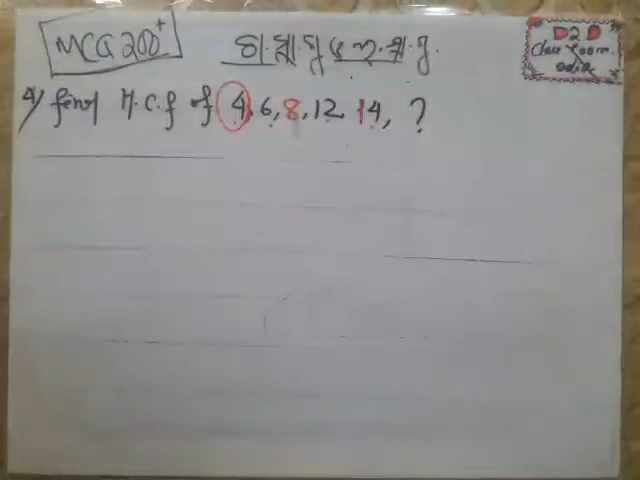 MCQ 200+
D2D
Class room
odia
4) find H.C.f of 4, 6, 8, 12, 14, ?